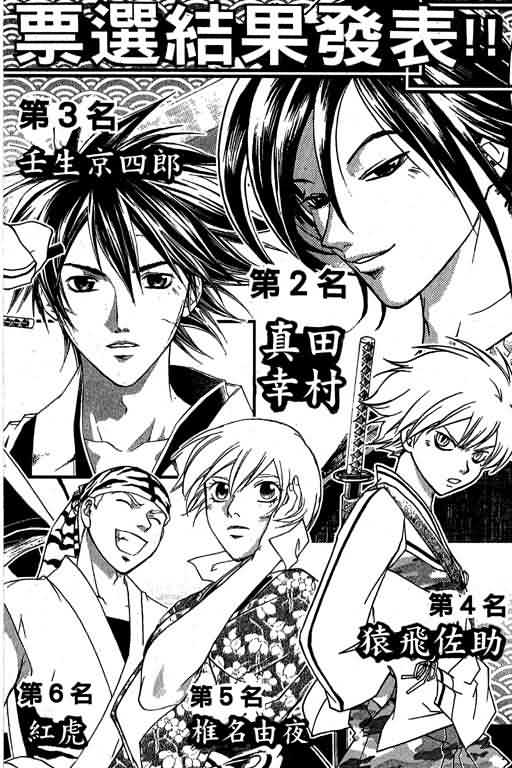 票選結果發表!!
第3名
壬生京四郎
第2名
真田
幸村
第4名
猿飛佐助
第5名
椎名由夜
第6名
紅虎